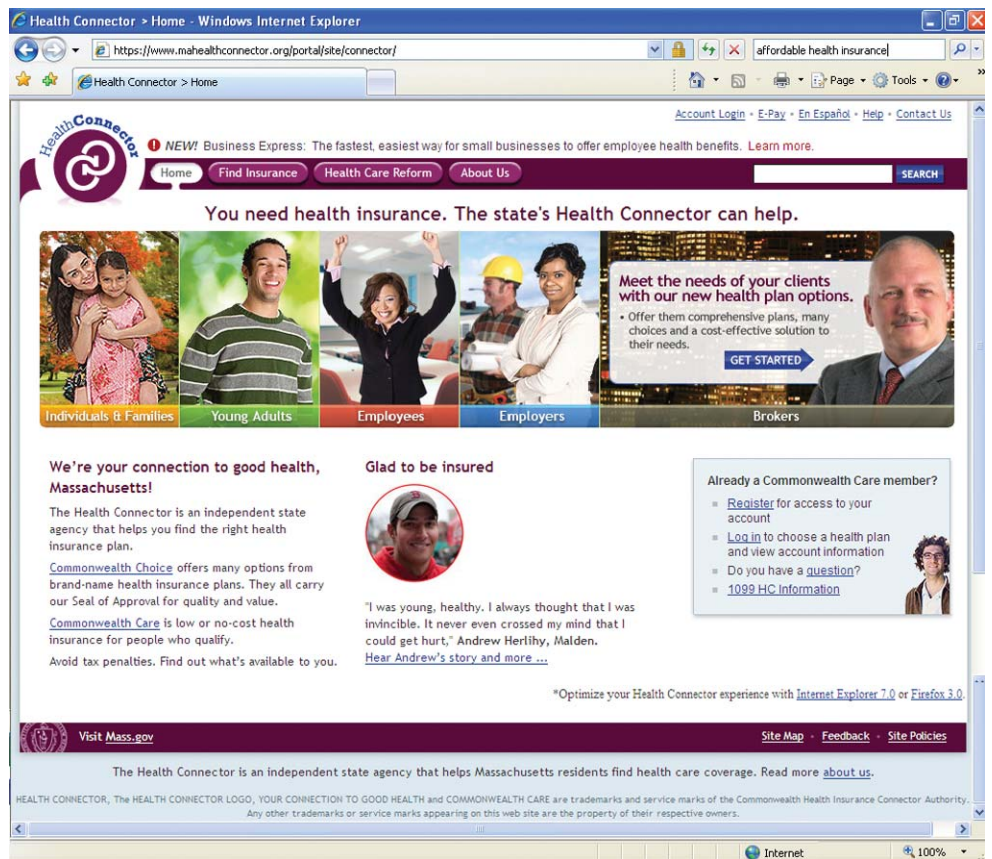 Health Connector > Home - Windows Internet Explorer
https://www.mahealthconnector.org/portal/site/connector/
affordable health insurance
Health Connector > Home
Page
Tools
Account Login • E-Pay • En Español • Help • Contact Us
HealthConnector
NEW! Business Express: The fastest, easiest way for small businesses to offer employee health benefits. Learn more.
Home
Find Insurance
Health Care Reform
About Us
SEARCH
You need health insurance. The state's Health Connector can help.
Meet the needs of your clients
with our new health plan options.
• Offer them comprehensive plans, many
choices and a cost-effective solution to
their needs.
GET STARTED
Individuals & Families
Young Adults
Employees
Employers
Brokers
We're your connection to good health,
Massachusetts!
The Health Connector is an independent state
agency that helps you find the right health
insurance plan.
Commonwealth Choice offers many options from
brand-name health insurance plans. They all carry
our Seal of Approval for quality and value.
Commonwealth Care is low or no-cost health
insurance for people who qualify.
Avoid tax penalties. Find out what's available to you.
Glad to be insured
"I was young, healthy. I always thought that I was
invincible. It never even crossed my mind that I
could get hurt," Andrew Herlihy, Malden.
Hear Andrew's story and more ...
Already a Commonwealth Care member?
Register for access to your
account
Log in to choose a health plan
and view account information
Do you have a question?
1099 HC Information
*Optimize your Health Connector experience with Internet Explorer 7.0 or Firefox 3.0.
Visit Mass.gov
Site Map • Feedback • Site Policies
The Health Connector is an independent state agency that helps Massachusetts residents find health care coverage. Read more about us.
HEALTH CONNECTOR, The HEALTH CONNECTOR LOGO, YOUR CONNECTION TO GOOD HEALTH and COMMONWEALTH CARE are trademarks and service marks of the Commonwealth Health Insurance Connector Authority.
Any other trademarks or service marks appearing on this web site are the property of their respective owners.
Internet
100%